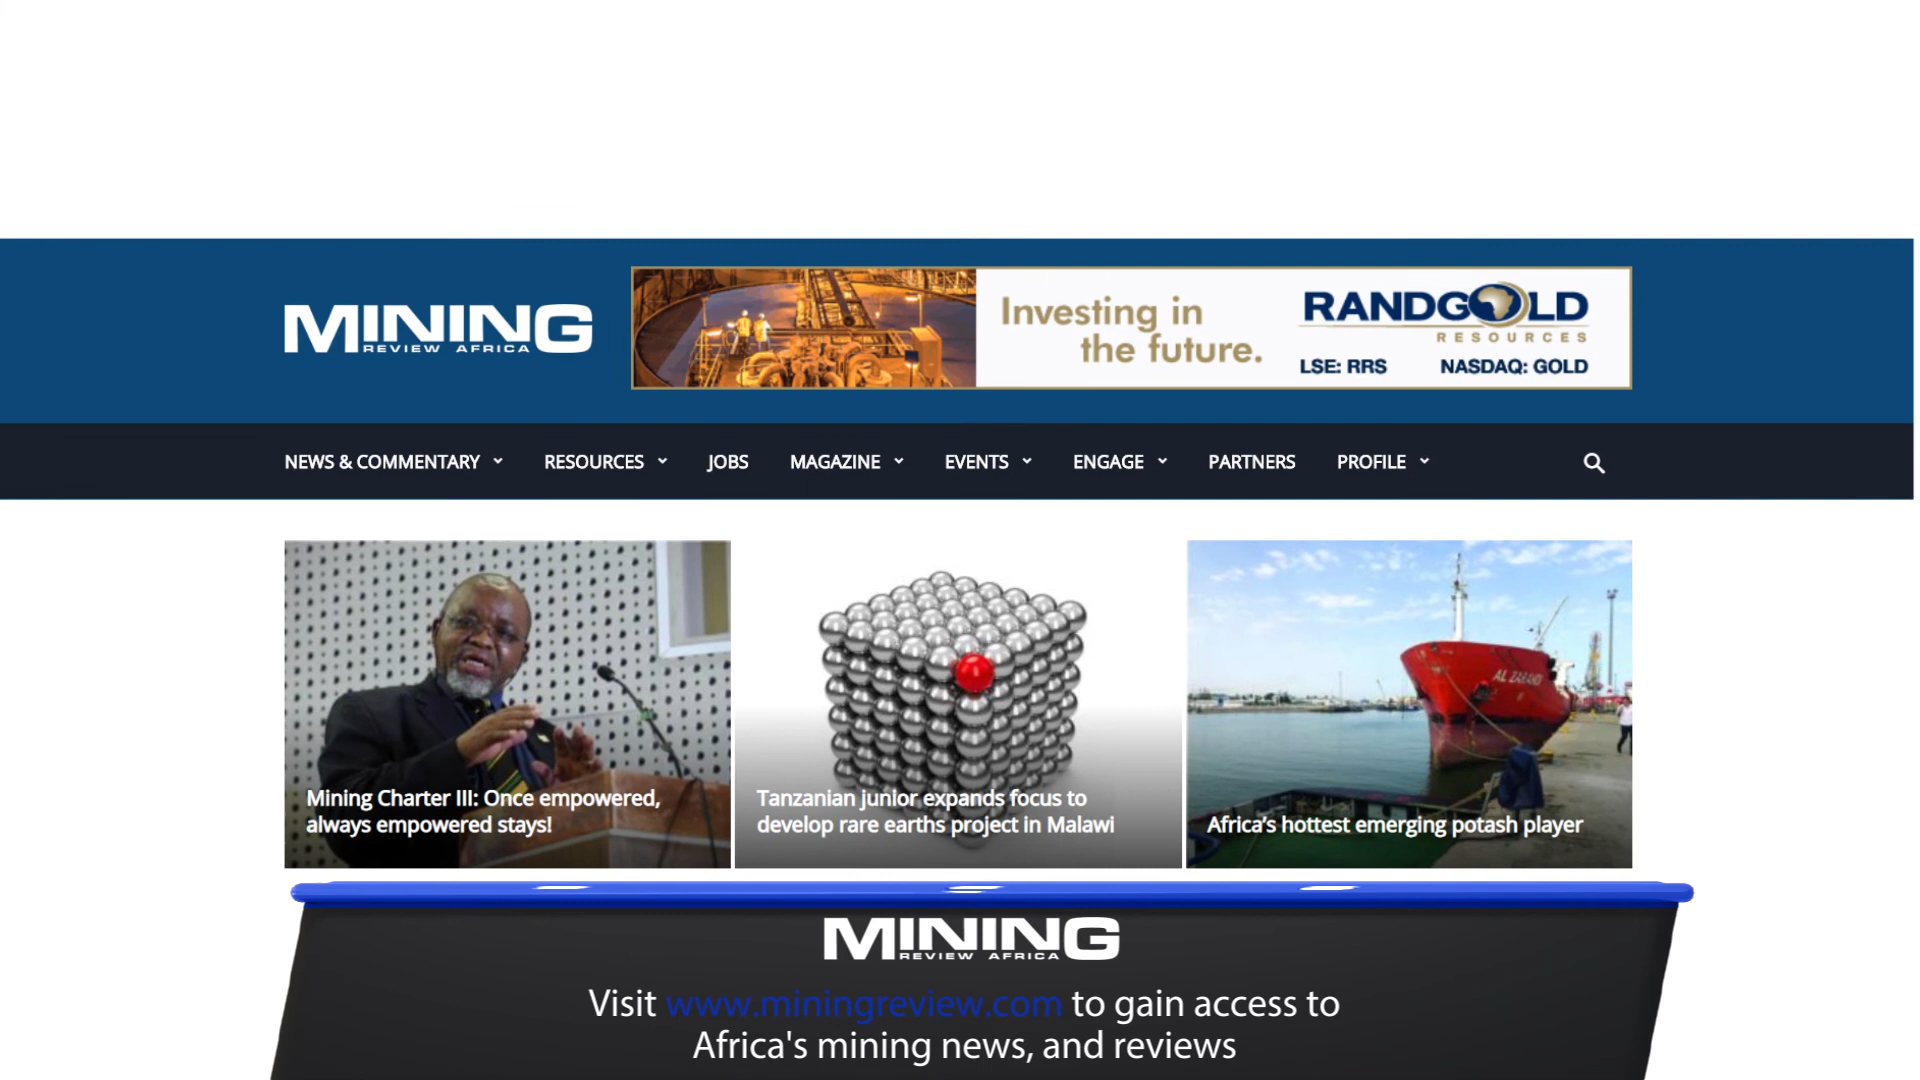 MINING
REVIEW AFRICA
Investing in
the future.
RANDGOLD
RESOURCES
LSE: RRS NASDAQ: GOLD
NEWS & COMMENTARY RESOURCES JOBS MAGAZINE EVENTS ENGAGE PARTNERS PROFILE
Mining Charter III: Once empowered,
always empowered stays!
Tanzanian junior expands focus to
develop rare earths project in Malawi
AL ZARANDI
Africa's hottest emerging potash player
MINING
REVIEW AFRICA
Visit www.miningreview.com to gain access to
Africa's mining news, and reviews